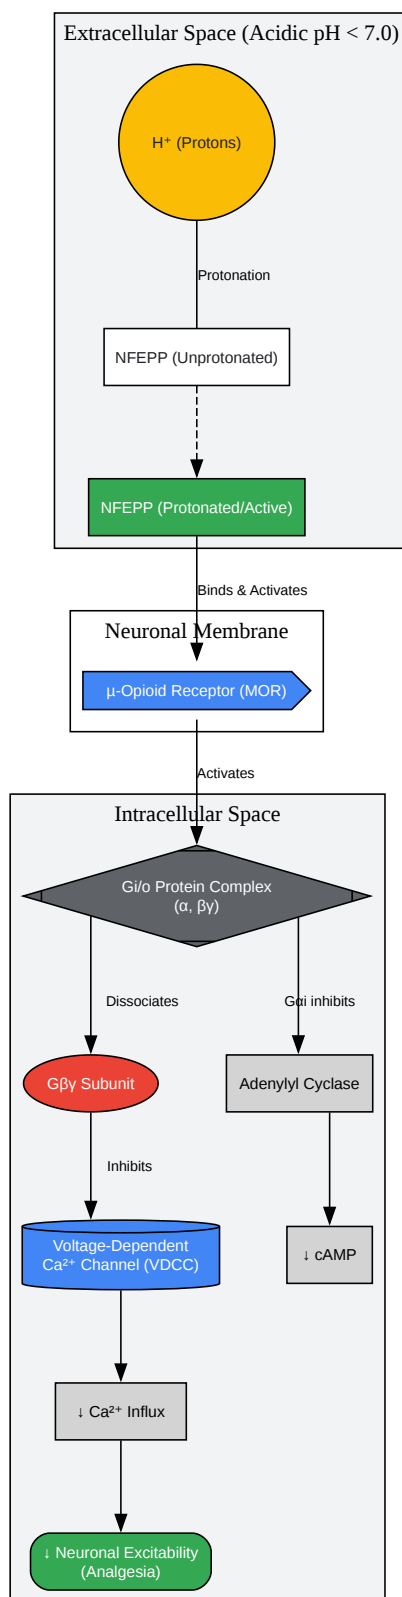 Extracellular Space (Acidic pH < 7.0)
H⁺ (Protons)
Protonation
NFEPP (Unprotonated)
NFEPP (Protonated/Active)
Binds & Activates
Neuronal Membrane
µ-Opioid Receptor (MOR)
Activates
Intracellular Space
Gi/o Protein Complex
(α, βγ)
Dissociates
Gαi inhibits
Gβγ Subunit
Adenylyl Cyclase
Inhibits
Voltage-Dependent
Ca²⁺ Channel (VDCC)
↓ cAMP
↓ Ca²⁺ Influx
↓ Neuronal Excitability
(Analgesia)